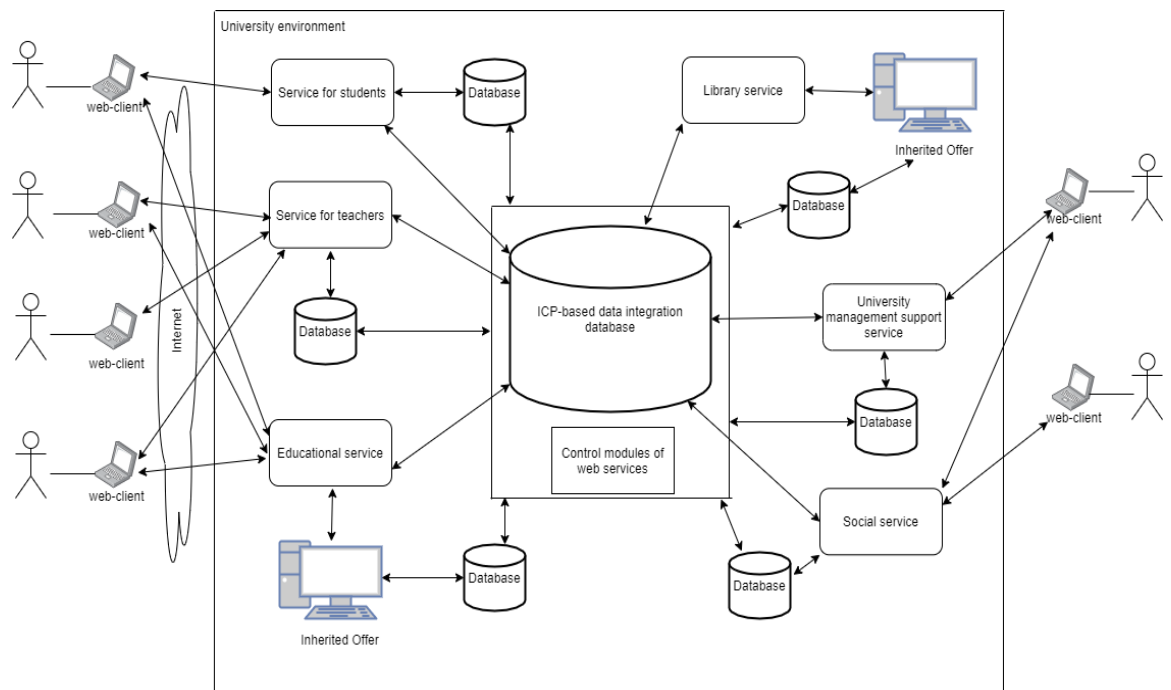 University environment
web-client
Service for students
Database
Library service
Inherited Offer
web-client
Service for teachers
Database
web-client
Internet
web-client
Database
ICP-based data integration
database
University
management support
service
web-client
Database
Educational service
Control modules of
web services
web-client
Social service
Database
Database
Inherited Offer